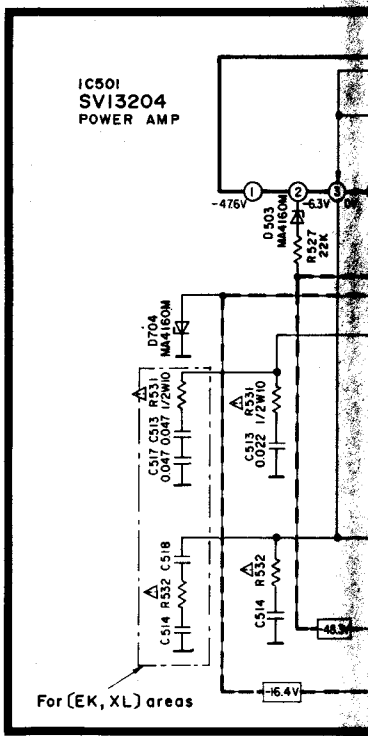 IC501
SVI3204
POWER AMP
1
2
3
-47.6V
-6.3V
D503
MA4160M
R527
22K
D704
MA4160M
R531
1/2W10
C513
0.047
C517
0.047
R531
1/2W10
C513
0.022
C518
R532
C514
R532
C514
-48.3V
-16.4V
For (EK, XL) areas